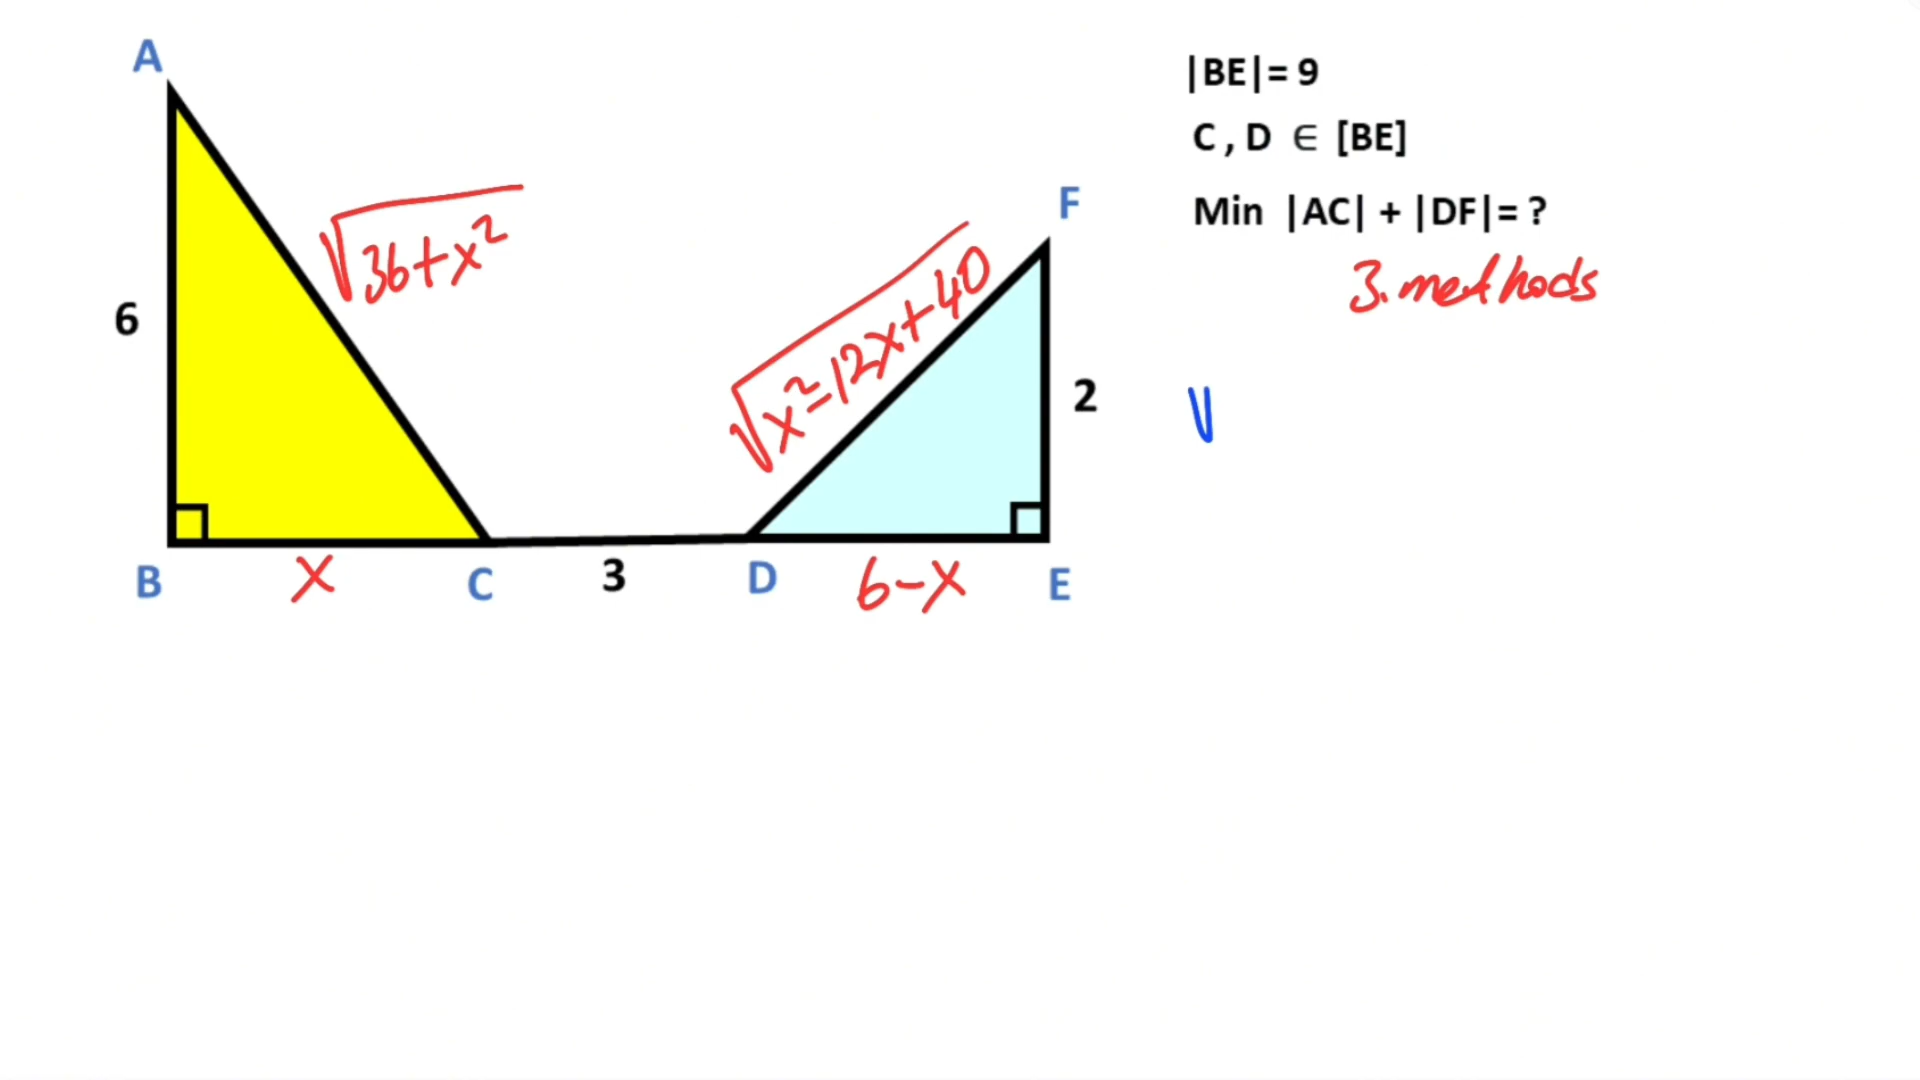 A
|BE|= 9
C , D ∈ [BE]
F
Min |AC| + |DF|= ?
√36+x²
3. methods
6
√x²-12x+40
2
B
x
C
3
D
6-x
E